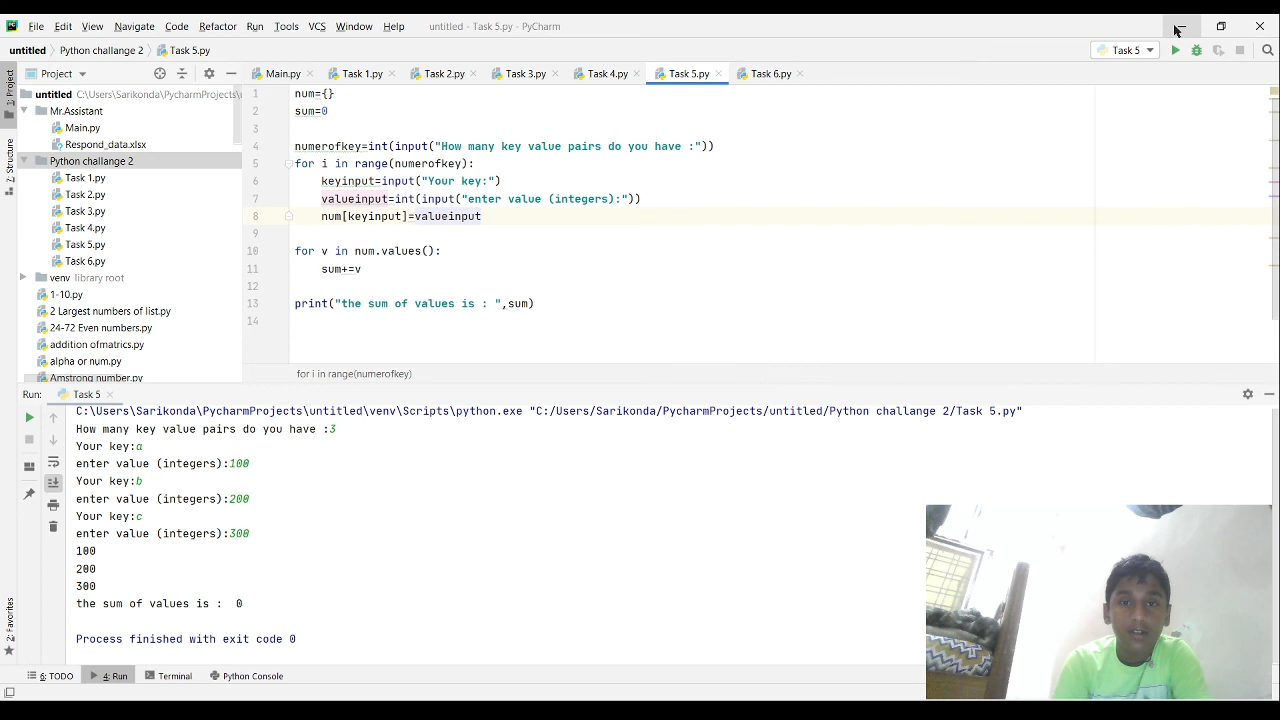 File Edit View Navigate Code Refactor Run Tools VCS Window Help untitled - Task 5.py - PyCharm
untitled Python challange 2 Task 5.py Task 5
Project Main.py Task 1.py Task 2.py Task 3.py Task 4.py Task 5.py Task 6.py
1: Project
untitled C:\Users\Sarikonda\PycharmProjects\
Mr.Assistant
Main.py
Respond_data.xlsx
Python challange 2
Task 1.py
Task 2.py
Task 3.py
Task 4.py
Task 5.py
Task 6.py
venv library root
1-10.py
2 Largest numbers of list.py
24-72 Even numbers.py
addition ofmatrics.py
alpha or num.py
Amstrong number.py
7: Structure
1 num={}
2 sum=0
3
4 numerofkey=int(input("How many key value pairs do you have :"))
5 for i in range(numerofkey):
6 keyinput=input("Your key:")
7 valueinput=int(input("enter value (integers):"))
8 num[keyinput]=valueinput
9
10 for v in num.values():
11 sum+=v
12
13 print("the sum of values is : ",sum)
14
for i in range(numerofkey)
Run: Task 5
C:\Users\Sarikonda\PycharmProjects\untitled\venv\Scripts\python.exe "C:/Users/Sarikonda/PycharmProjects/untitled/Python challange 2/Task 5.py"
How many key value pairs do you have :3
Your key:a
enter value (integers):100
Your key:b
enter value (integers):200
Your key:c
enter value (integers):300
100
200
300
the sum of values is :  0
Process finished with exit code 0
2: Favorites
6: TODO 4: Run Terminal Python Console